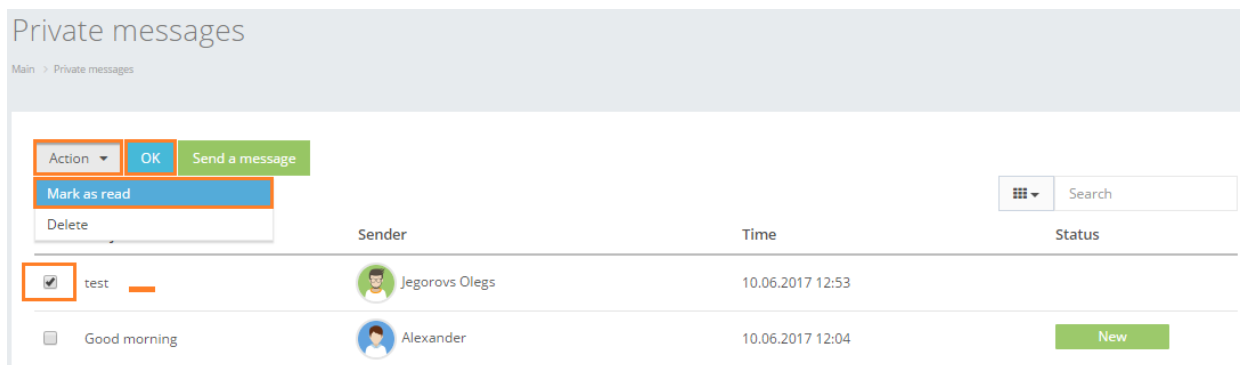 Private messages
Main > Private messages
Action OK Send a message
Mark as read
Search
Delete
Sender Time Status
test Jegorovs Olegs 10.06.2017 12:53
Good morning Alexander 10.06.2017 12:04 New